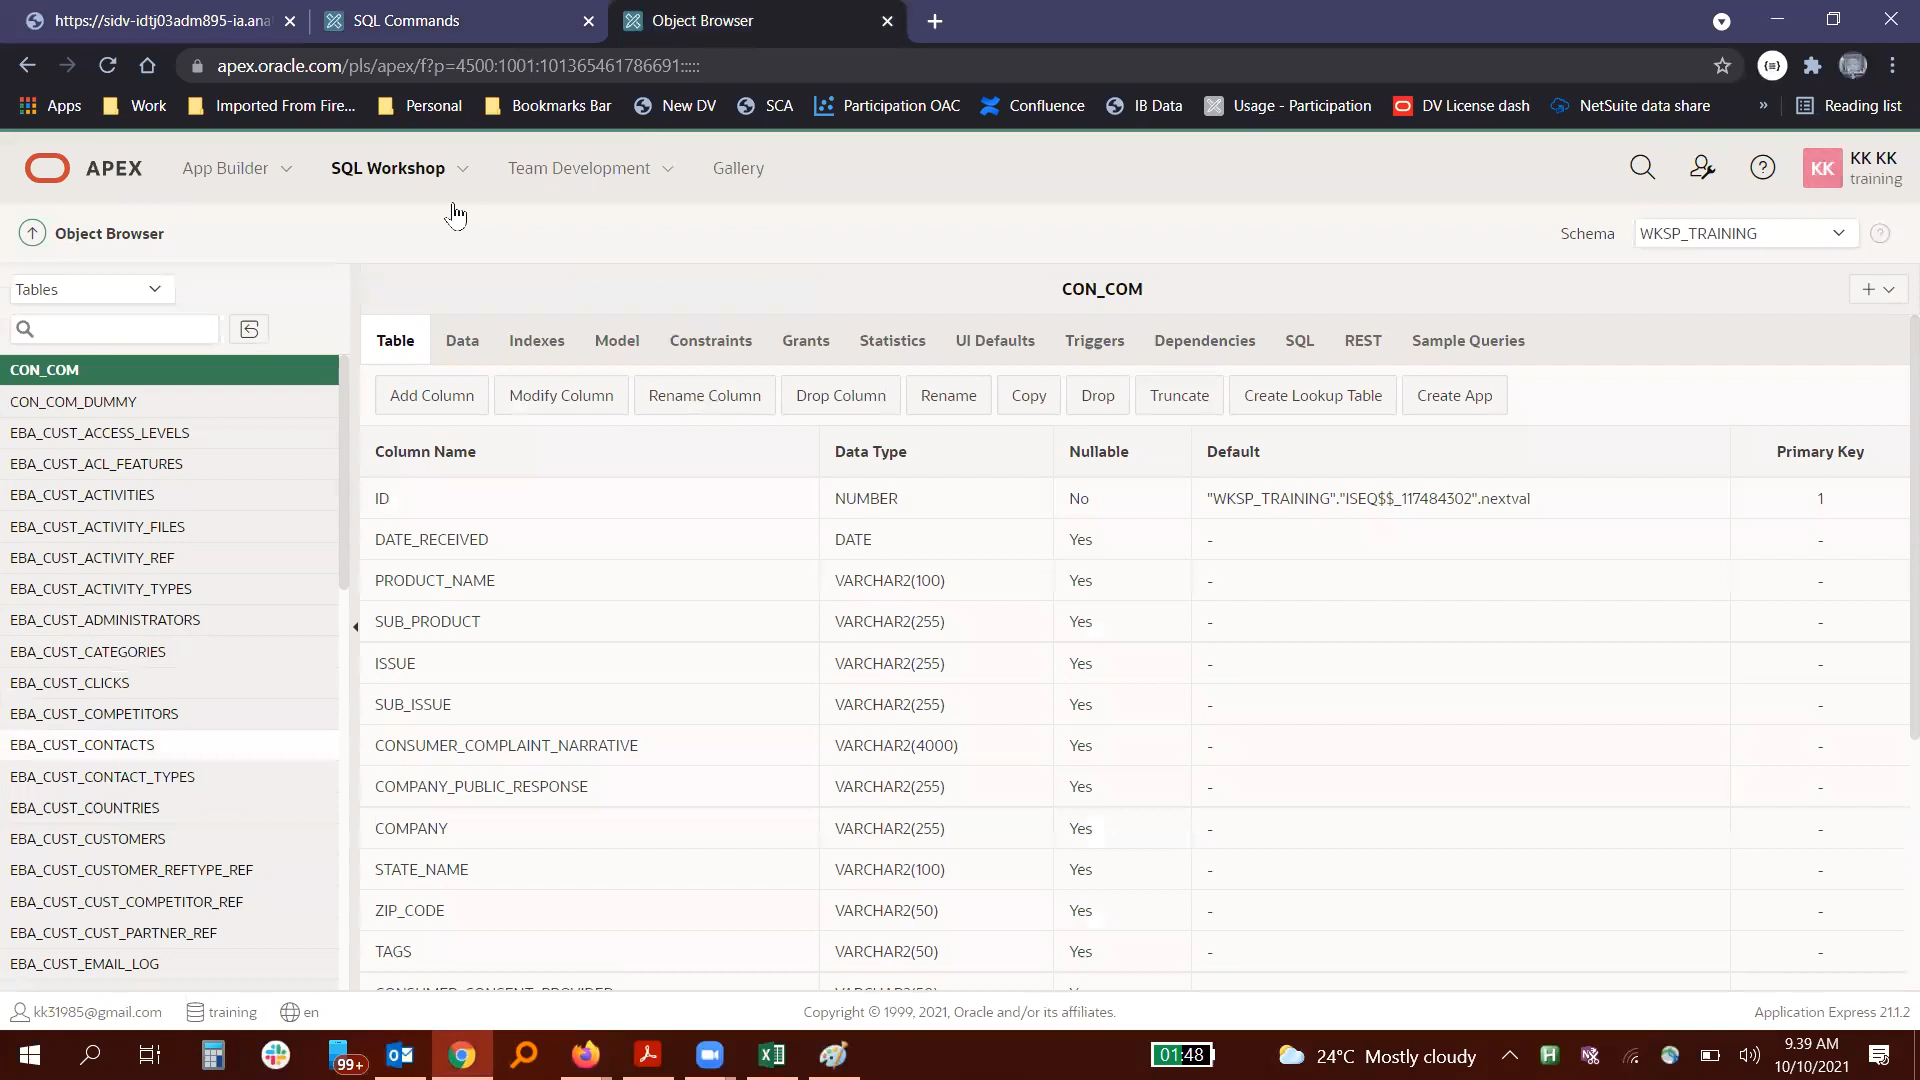 https://sidv-idtj03adm895-ia.ana
SQL Commands
Object Browser
apex.oracle.com/pls/apex/f?p=4500:1001:101365461786691:::::
Apps
Work
Imported From Fire...
Personal
Bookmarks Bar
New DV
SCA
Participation OAC
Confluence
IB Data
Usage - Participation
DV License dash
NetSuite data share
»
Reading list
APEX
App Builder
SQL Workshop
Team Development
Gallery
KK
KK KK
training
Object Browser
Schema
WKSP_TRAINING
Tables
CON_COM
CON_COM
CON_COM_DUMMY
EBA_CUST_ACCESS_LEVELS
EBA_CUST_ACL_FEATURES
EBA_CUST_ACTIVITIES
EBA_CUST_ACTIVITY_FILES
EBA_CUST_ACTIVITY_REF
EBA_CUST_ACTIVITY_TYPES
EBA_CUST_ADMINISTRATORS
EBA_CUST_CATEGORIES
EBA_CUST_CLICKS
EBA_CUST_COMPETITORS
EBA_CUST_CONTACTS
EBA_CUST_CONTACT_TYPES
EBA_CUST_COUNTRIES
EBA_CUST_CUSTOMERS
EBA_CUST_CUSTOMER_REFTYPE_REF
EBA_CUST_CUST_COMPETITOR_REF
EBA_CUST_CUST_PARTNER_REF
EBA_CUST_EMAIL_LOG
Table Data Indexes Model Constraints Grants Statistics UI Defaults Triggers Dependencies SQL REST Sample Queries
Add Column Modify Column Rename Column Drop Column Rename Copy Drop Truncate Create Lookup Table Create App
Column Name Data Type Nullable Default Primary Key
ID NUMBER No "WKSP_TRAINING"."ISEQ$$_117484302".nextval 1
DATE_RECEIVED DATE Yes - -
PRODUCT_NAME VARCHAR2(100) Yes - -
SUB_PRODUCT VARCHAR2(255) Yes - -
ISSUE VARCHAR2(255) Yes - -
SUB_ISSUE VARCHAR2(255) Yes - -
CONSUMER_COMPLAINT_NARRATIVE VARCHAR2(4000) Yes - -
COMPANY_PUBLIC_RESPONSE VARCHAR2(255) Yes - -
COMPANY VARCHAR2(255) Yes - -
STATE_NAME VARCHAR2(100) Yes - -
ZIP_CODE VARCHAR2(50) Yes - -
TAGS VARCHAR2(50) Yes - -
kk31985@gmail.com
training
en
Copyright © 1999, 2021, Oracle and/or its affiliates.
Application Express 21.1.2
99+
01:48
24°C Mostly cloudy
9.39 AM
10/10/2021